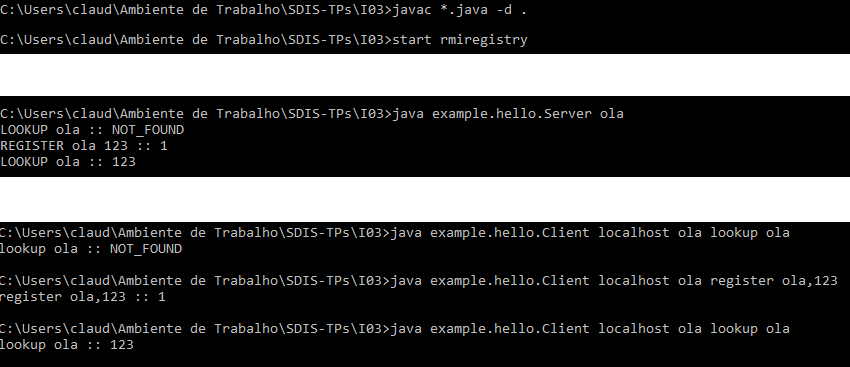 C:\Users\claud\Ambiente de Trabalho\SDIS-TPs\I03>javac *.java -d .
C:\Users\claud\Ambiente de Trabalho\SDIS-TPs\I03>start rmiregistry
C:\Users\claud\Ambiente de Trabalho\SDIS-TPs\I03>java example.hello.Server ola
LOOKUP ola :: NOT_FOUND
REGISTER ola 123 :: 1
LOOKUP ola :: 123
C:\Users\claud\Ambiente de Trabalho\SDIS-TPs\I03>java example.hello.Client localhost ola lookup ola
lookup ola :: NOT_FOUND
C:\Users\claud\Ambiente de Trabalho\SDIS-TPs\I03>java example.hello.Client localhost ola register ola,123
register ola,123 :: 1
C:\Users\claud\Ambiente de Trabalho\SDIS-TPs\I03>java example.hello.Client localhost ola lookup ola
lookup ola :: 123